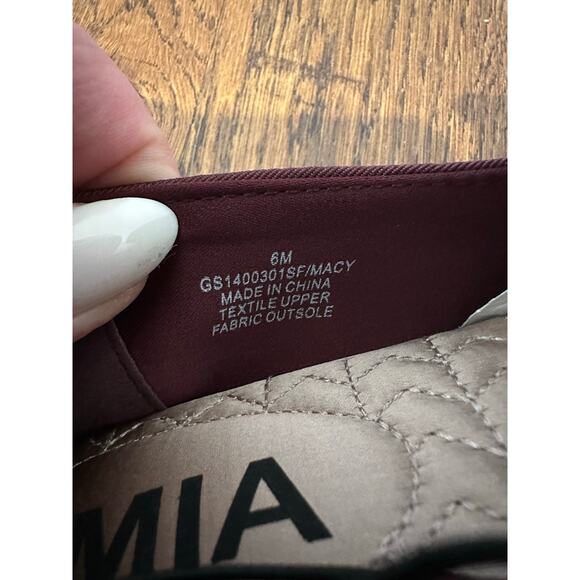 6M
GS1400301SF/MACY
MADE IN CHINA
TEXTILE UPPER
FABRIC OUTSOLE
MIA